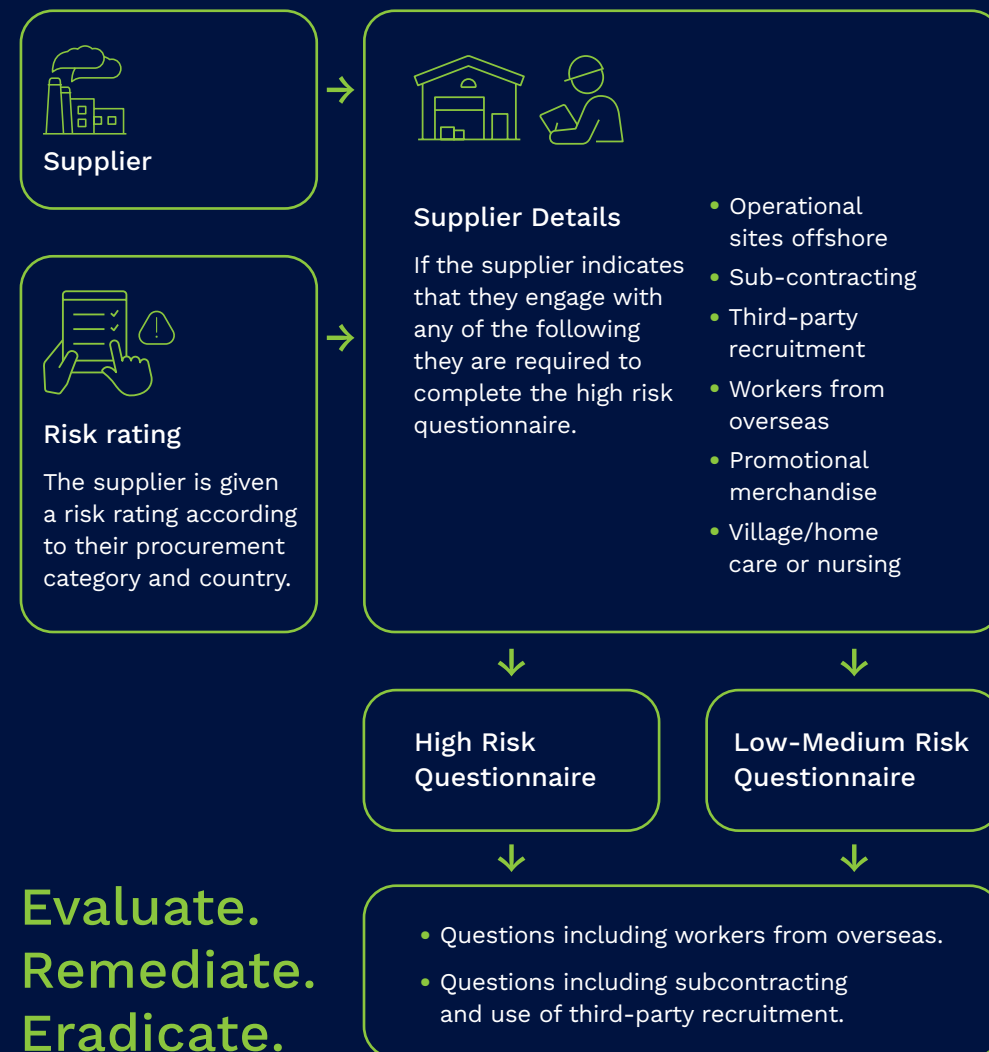 Supplier
Risk rating
The supplier is given
a risk rating according
to their procurement
category and country.
Supplier Details
If the supplier indicates
that they engage with
any of the following
they are required to
complete the high risk
questionnaire.
• Operational
sites offshore
• Sub-contracting
• Third-party
recruitment
• Workers from
overseas
• Promotional
merchandise
• Village/home
care or nursing
High Risk
Questionnaire
Low-Medium Risk
Questionnaire
• Questions including workers from overseas.
• Questions including subcontracting
and use of third-party recruitment.
Evaluate.
Remediate.
Eradicate.